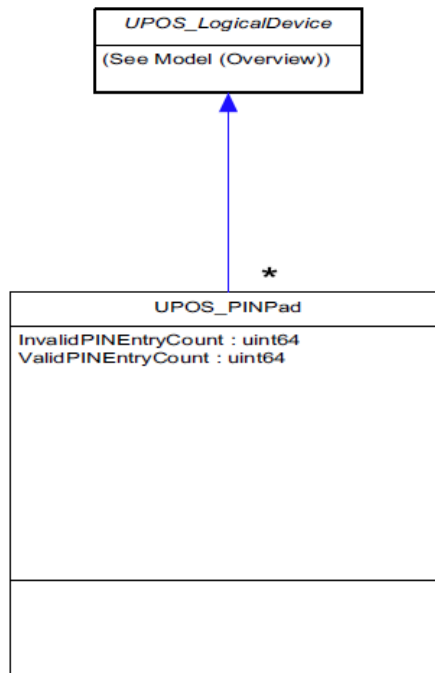 UPOS_LogicalDevice
(See Model (Overview))
*
UPOS_PINPad
InvalidPINEntryCount : uint64
ValidPINEntryCount : uint64